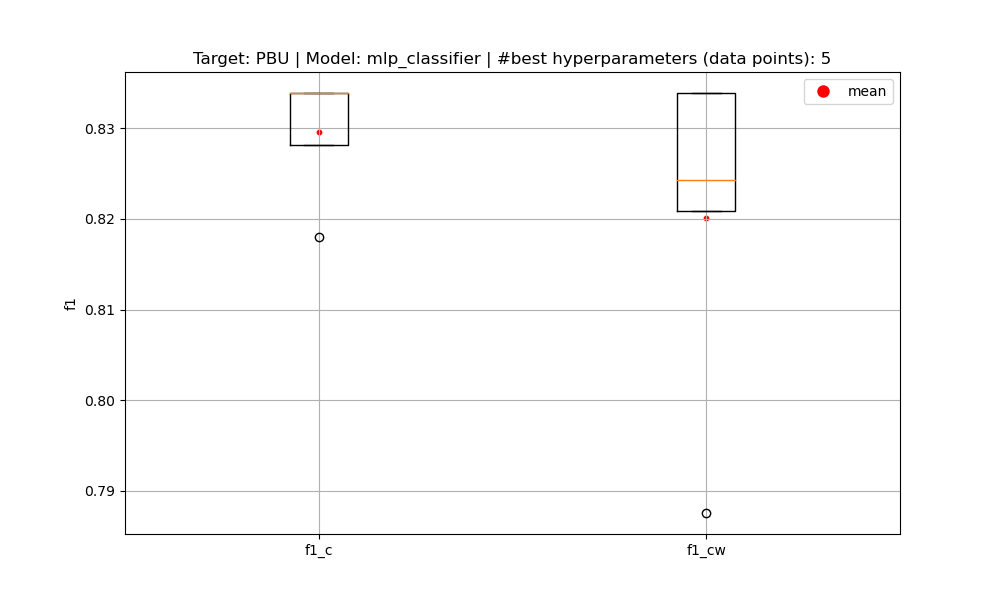 Target: PBU | Model: mlp_classifier | #best hyperparameters (data points): 5
mean
0.83
0.82
0.81
0.80
0.79
f1
f1_c
f1_cw